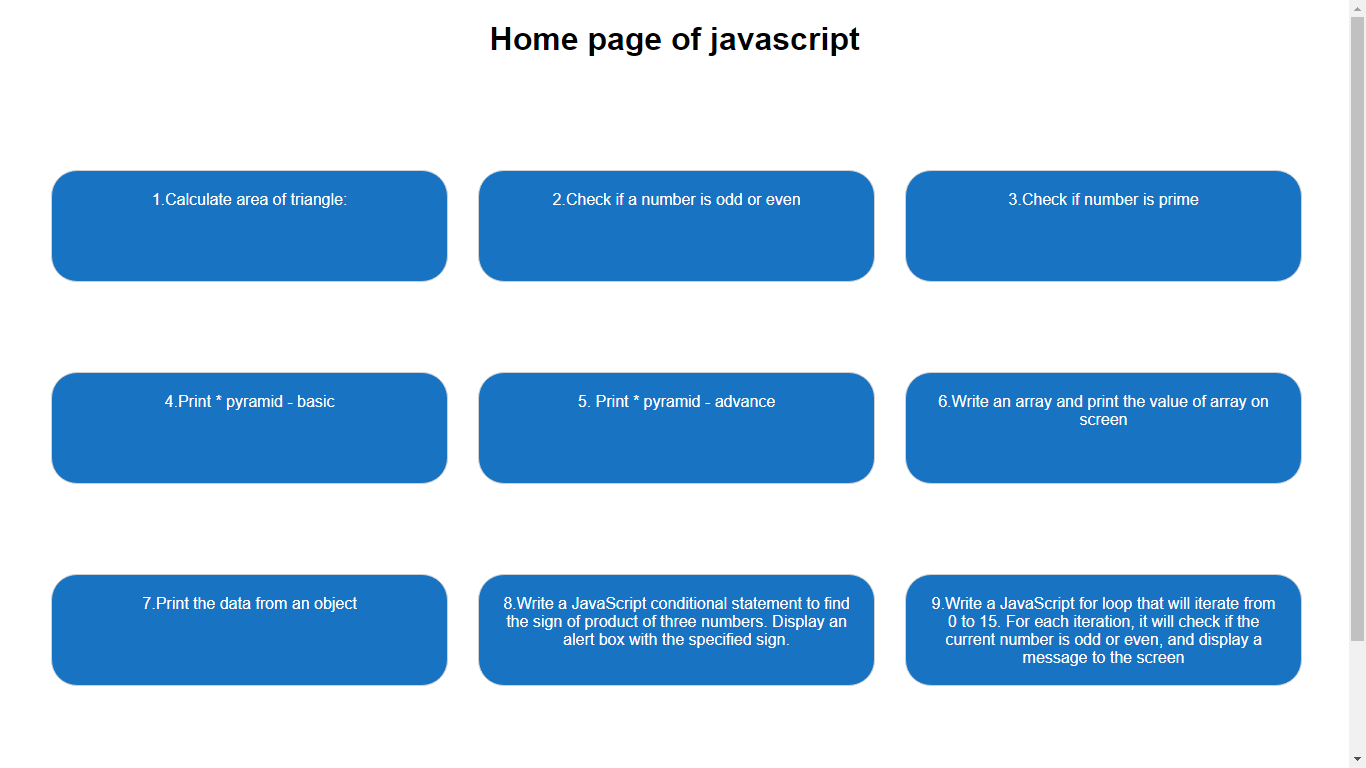 Home page of javascript
1.Calculate area of triangle:
2.Check if a number is odd or even
3.Check if number is prime
4.Print * pyramid - basic
5. Print * pyramid - advance
6.Write an array and print the value of array on
screen
7.Print the data from an object
8.Write a JavaScript conditional statement to find
the sign of product of three numbers. Display an
alert box with the specified sign.
9.Write a JavaScript for loop that will iterate from
0 to 15. For each iteration, it will check if the
current number is odd or even, and display a
message to the screen